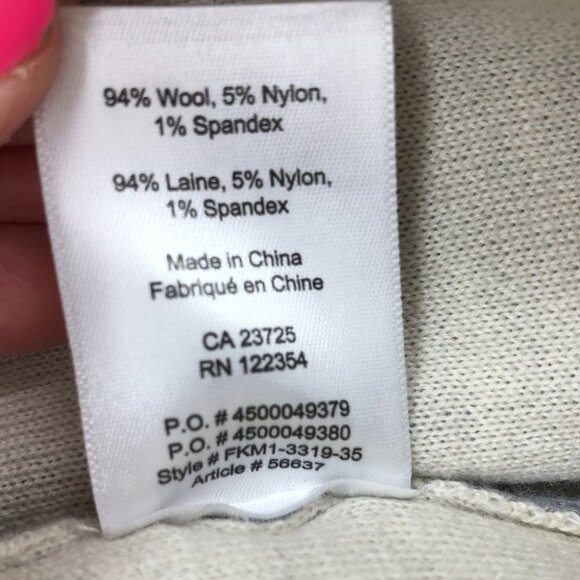 94% Wool, 5% Nylon,
1% Spandex
94% Laine, 5% Nylon,
1% Spandex
Made in China
Fabriqué en Chine
CA 23725
RN 122354
P.O. # 4500049379
P.O. # 4500049380
Style # FKM1-3319-35
Article # 56637